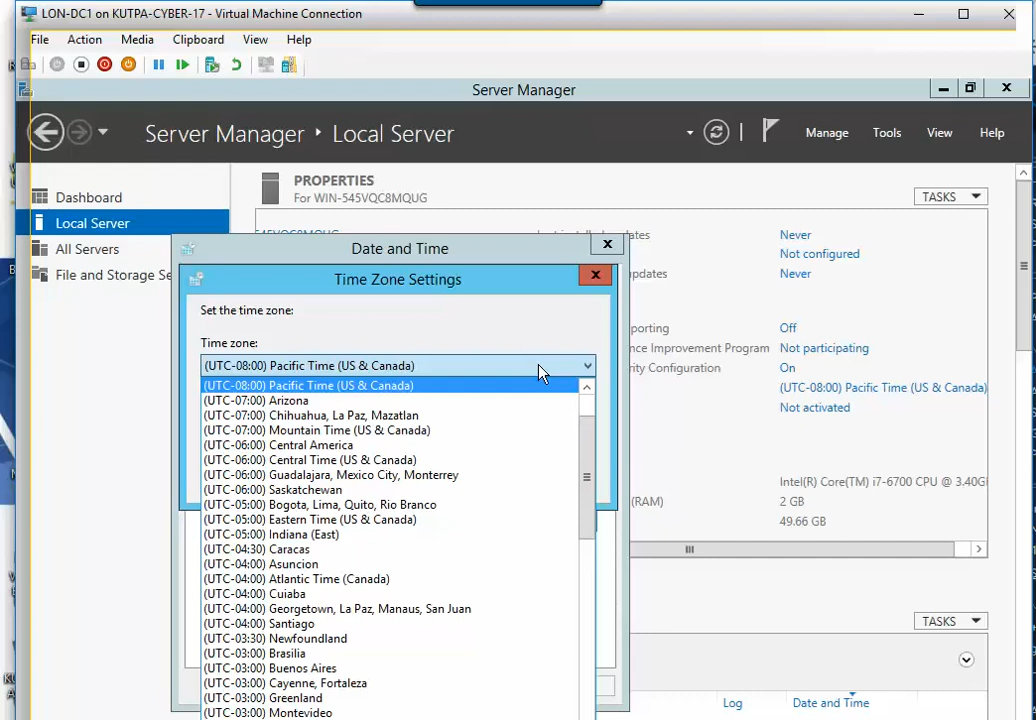 LON-DC1 on KUTPA-CYBER-17 - Virtual Machine Connection
File Action Media Clipboard View Help
Server Manager
Server Manager ‣ Local Server
Manage Tools View Help
Dashboard
Local Server
All Servers
File and Storage Se
PROPERTIES
For WIN-545VQC8MQUG
TASKS
updates Never
Not configured
updates Never
Date and Time
Time Zone Settings
Set the time zone:
Time zone:
(UTC-08:00) Pacific Time (US & Canada)
(UTC-08:00) Pacific Time (US & Canada)
(UTC-07:00) Arizona
(UTC-07:00) Chihuahua, La Paz, Mazatlan
(UTC-07:00) Mountain Time (US & Canada)
(UTC-06:00) Central America
(UTC-06:00) Central Time (US & Canada)
(UTC-06:00) Guadalajara, Mexico City, Monterrey
(UTC-06:00) Saskatchewan
(UTC-05:00) Bogota, Lima, Quito, Rio Branco
(UTC-05:00) Eastern Time (US & Canada)
(UTC-05:00) Indiana (East)
(UTC-04:30) Caracas
(UTC-04:00) Asuncion
(UTC-04:00) Atlantic Time (Canada)
(UTC-04:00) Cuiaba
(UTC-04:00) Georgetown, La Paz, Manaus, San Juan
(UTC-04:00) Santiago
(UTC-03:30) Newfoundland
(UTC-03:00) Brasilia
(UTC-03:00) Buenos Aires
(UTC-03:00) Cayenne, Fortaleza
(UTC-03:00) Greenland
(UTC-03:00) Montevideo
orting Off
ence Improvement Program Not participating
curity Configuration On
(UTC-08:00) Pacific Time (US & Canada)
Not activated
Intel(R) Core(TM) i7-6700 CPU @ 3.40G
(RAM) 2 GB
49.66 GB
TASKS
Log Date and Time